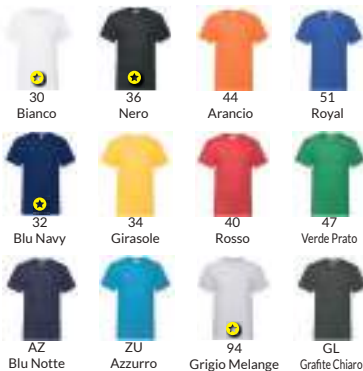 30 36 44 51
Bianco Nero Arancio Royal
32 34 40 47
Blu Navy Girasole Rosso Verde Prato
AZ ZU 94 GL
Blu Notte Azzurro Grigio Melange Grafite Chiaro